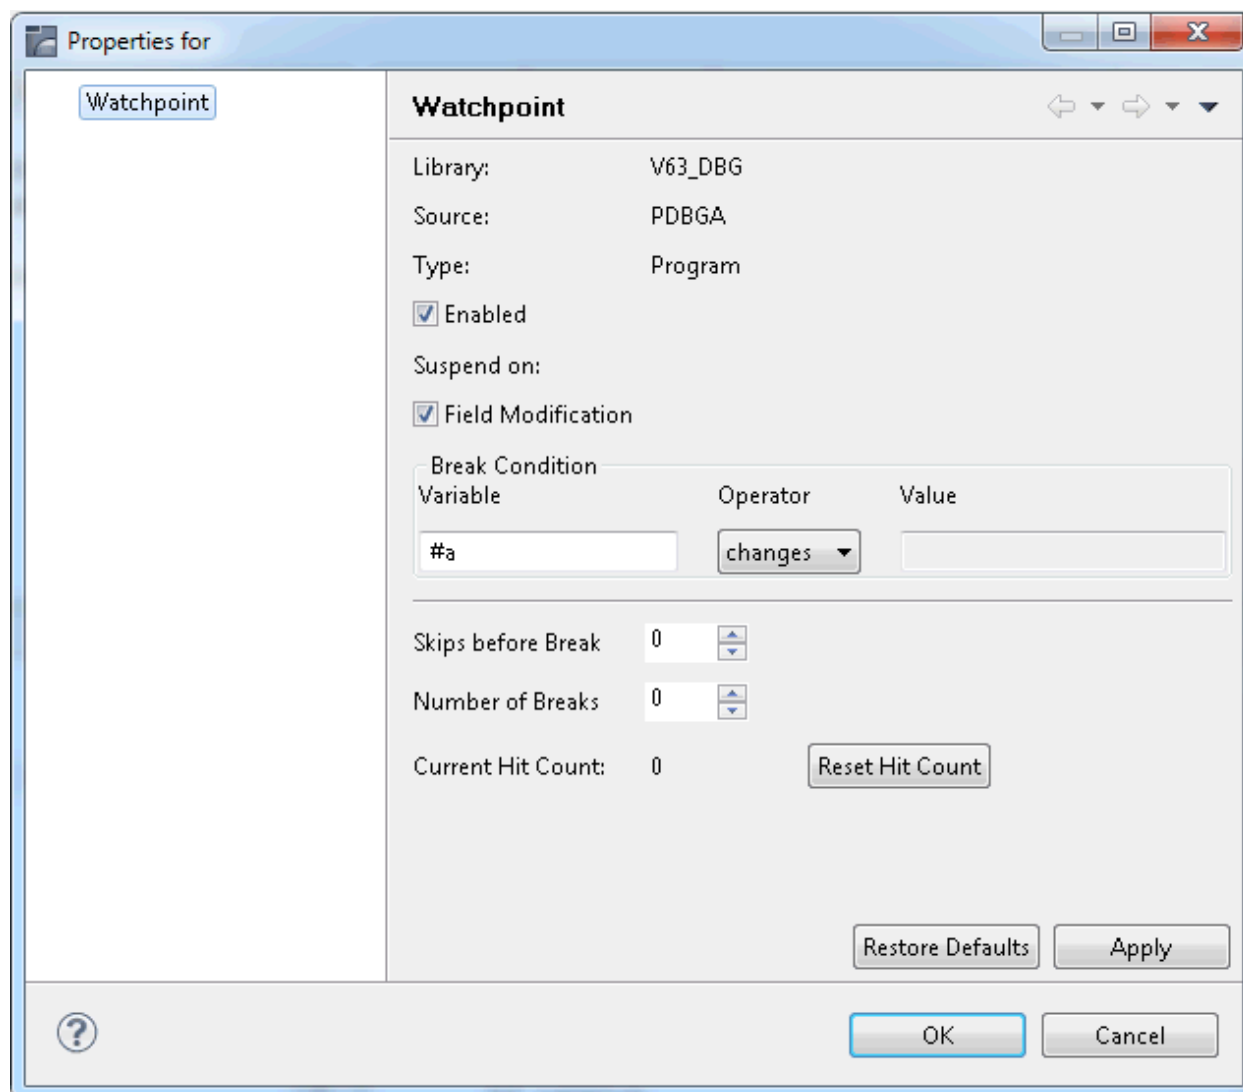 Properties for
Watchpoint
Watchpoint
Library: V63_DBG
Source: PDBGA
Type: Program
Enabled
Suspend on:
Field Modification
Break Condition
Variable Operator Value
#a changes
Skips before Break 0
Number of Breaks 0
Current Hit Count: 0 Reset Hit Count
Restore Defaults Apply
? OK Cancel